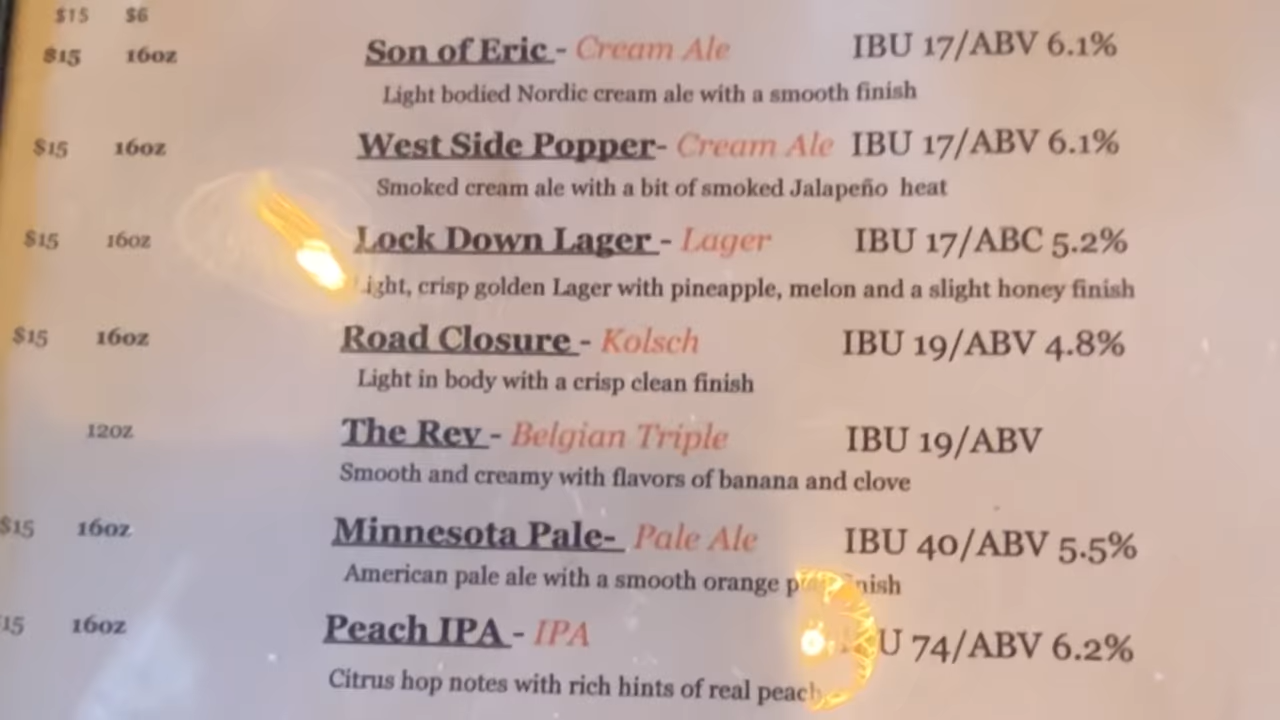 $15 $6
$15 16oz Son of Eric - Cream Ale IBU 17/ABV 6.1%
Light bodied Nordic cream ale with a smooth finish
$15 16oz West Side Popper- Cream Ale IBU 17/ABV 6.1%
Smoked cream ale with a bit of smoked Jalapeño heat
$15 16oz Lock Down Lager - Lager IBU 17/ABC 5.2%
Light, crisp golden Lager with pineapple, melon and a slight honey finish
$15 16oz Road Closure - Kolsch IBU 19/ABV 4.8%
Light in body with a crisp clean finish
12oz The Rev - Belgian Triple IBU 19/ABV
Smooth and creamy with flavors of banana and clove
$15 16oz Minnesota Pale- Pale Ale IBU 40/ABV 5.5%
American pale ale with a smooth orange finish
15 16oz Peach IPA - IPA IBU 74/ABV 6.2%
Citrus hop notes with rich hints of real peach